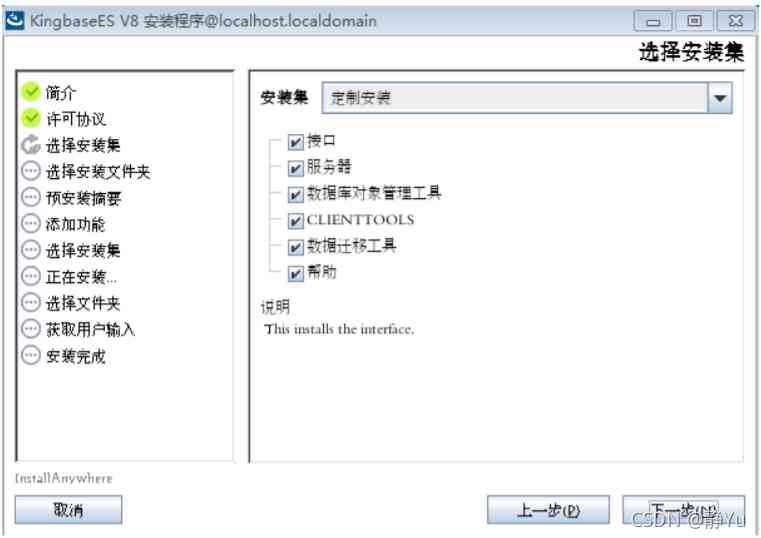 KingbaseES V8 安装程序@localhost.localdomain
选择安装集
简介
许可协议
选择安装集
选择安装文件夹
预安装摘要
添加功能
选择安装集
正在安装...
选择文件夹
获取用户输入
安装完成
安装集 定制安装
接口
服务器
数据库对象管理工具
CLIENTTOOLS
数据迁移工具
帮助
说明
This installs the interface.
InstallAnywhere
取消 上一步(P) 下一步(N)
CSDN @静Yu